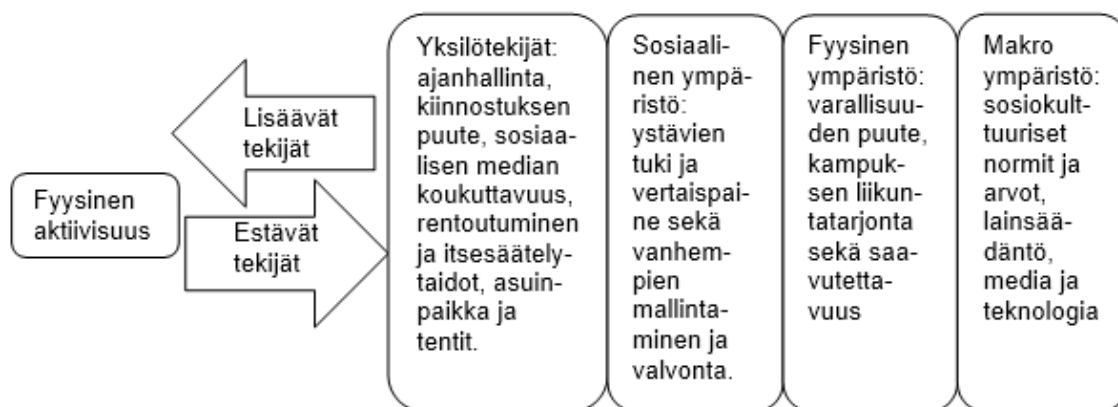 Fyysinen
aktiivisuus
Lisäävät
tekijät
Estävät
tekijät
Yksilötekijät:
ajanhallinta,
kiinnostuksen
puute, sosiaa-
lisen median
koukuttavuus,
rentoutuminen
ja itsesäätely-
taidot, asuin-
paikka ja
tentit.
Sosiaali-
nen ympä-
ristö:
ystävien
tuki ja
vertaispai-
ne sekä
vanhem-
pien
mallinta-
minen ja
valvonta.
Fyysinen
ympäristö:
varallisuu-
den puute,
kampuk-
sen liikun-
tatarjonta
sekä saa-
vutetta-
vuus
Makro
ympäristö:
sosiokult-
tuuriset
normit ja
arvot,
lainsää-
däntö,
media ja
teknologia